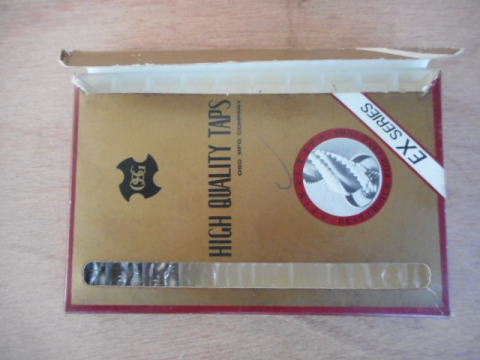 EX SERIES
OSG
HIGH QUALITY TAPS
OSG MFG. COMPANY